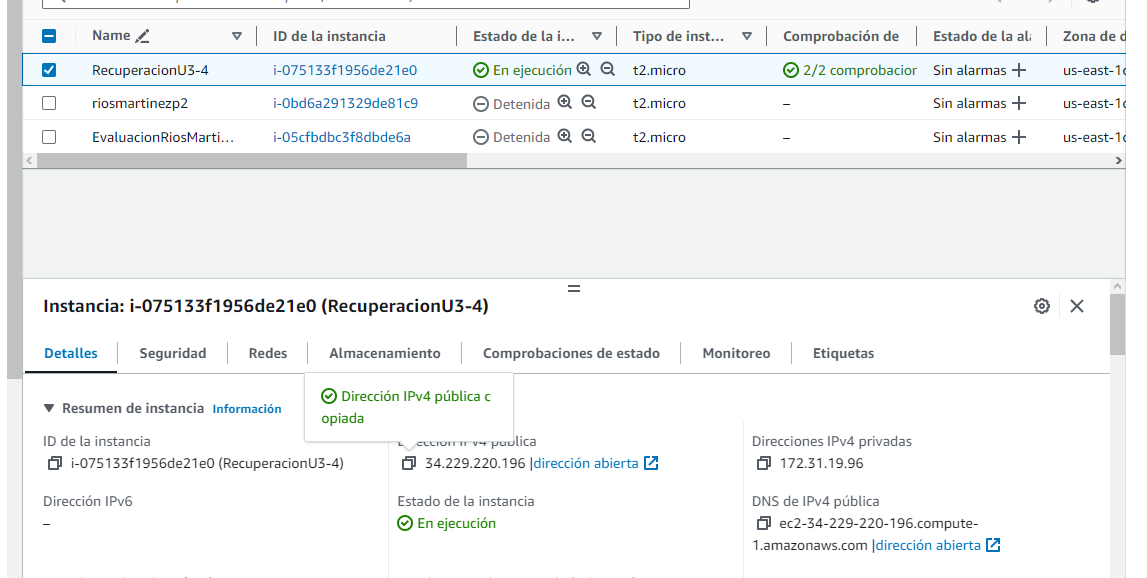 Name ID de la instancia Estado de la i... Tipo de inst... Comprobación de Estado de la ala Zona de d
RecuperacionU3-4 i-075133f1956de21e0 En ejecución t2.micro 2/2 comprobacion Sin alarmas us-east-1c
riosmartinezp2 i-0bd6a291329de81c9 Detenida t2.micro – Sin alarmas us-east-1c
EvaluacionRiosMarti... i-05cfbdbc3f8dbde6a Detenida t2.micro – Sin alarmas us-east-1c
Instancia: i-075133f1956de21e0 (RecuperacionU3-4)
Detalles Seguridad Redes Almacenamiento Comprobaciones de estado Monitoreo Etiquetas
Dirección IPv4 pública c
opiada
Resumen de instancia Información
ID de la instancia Dirección IPv4 pública Direcciones IPv4 privadas
i-075133f1956de21e0 (RecuperacionU3-4) 34.229.220.196 |dirección abierta 172.31.19.96
Dirección IPv6 Estado de la instancia DNS de IPv4 pública
– En ejecución ec2-34-229-220-196.compute-
1.amazonaws.com |dirección abierta